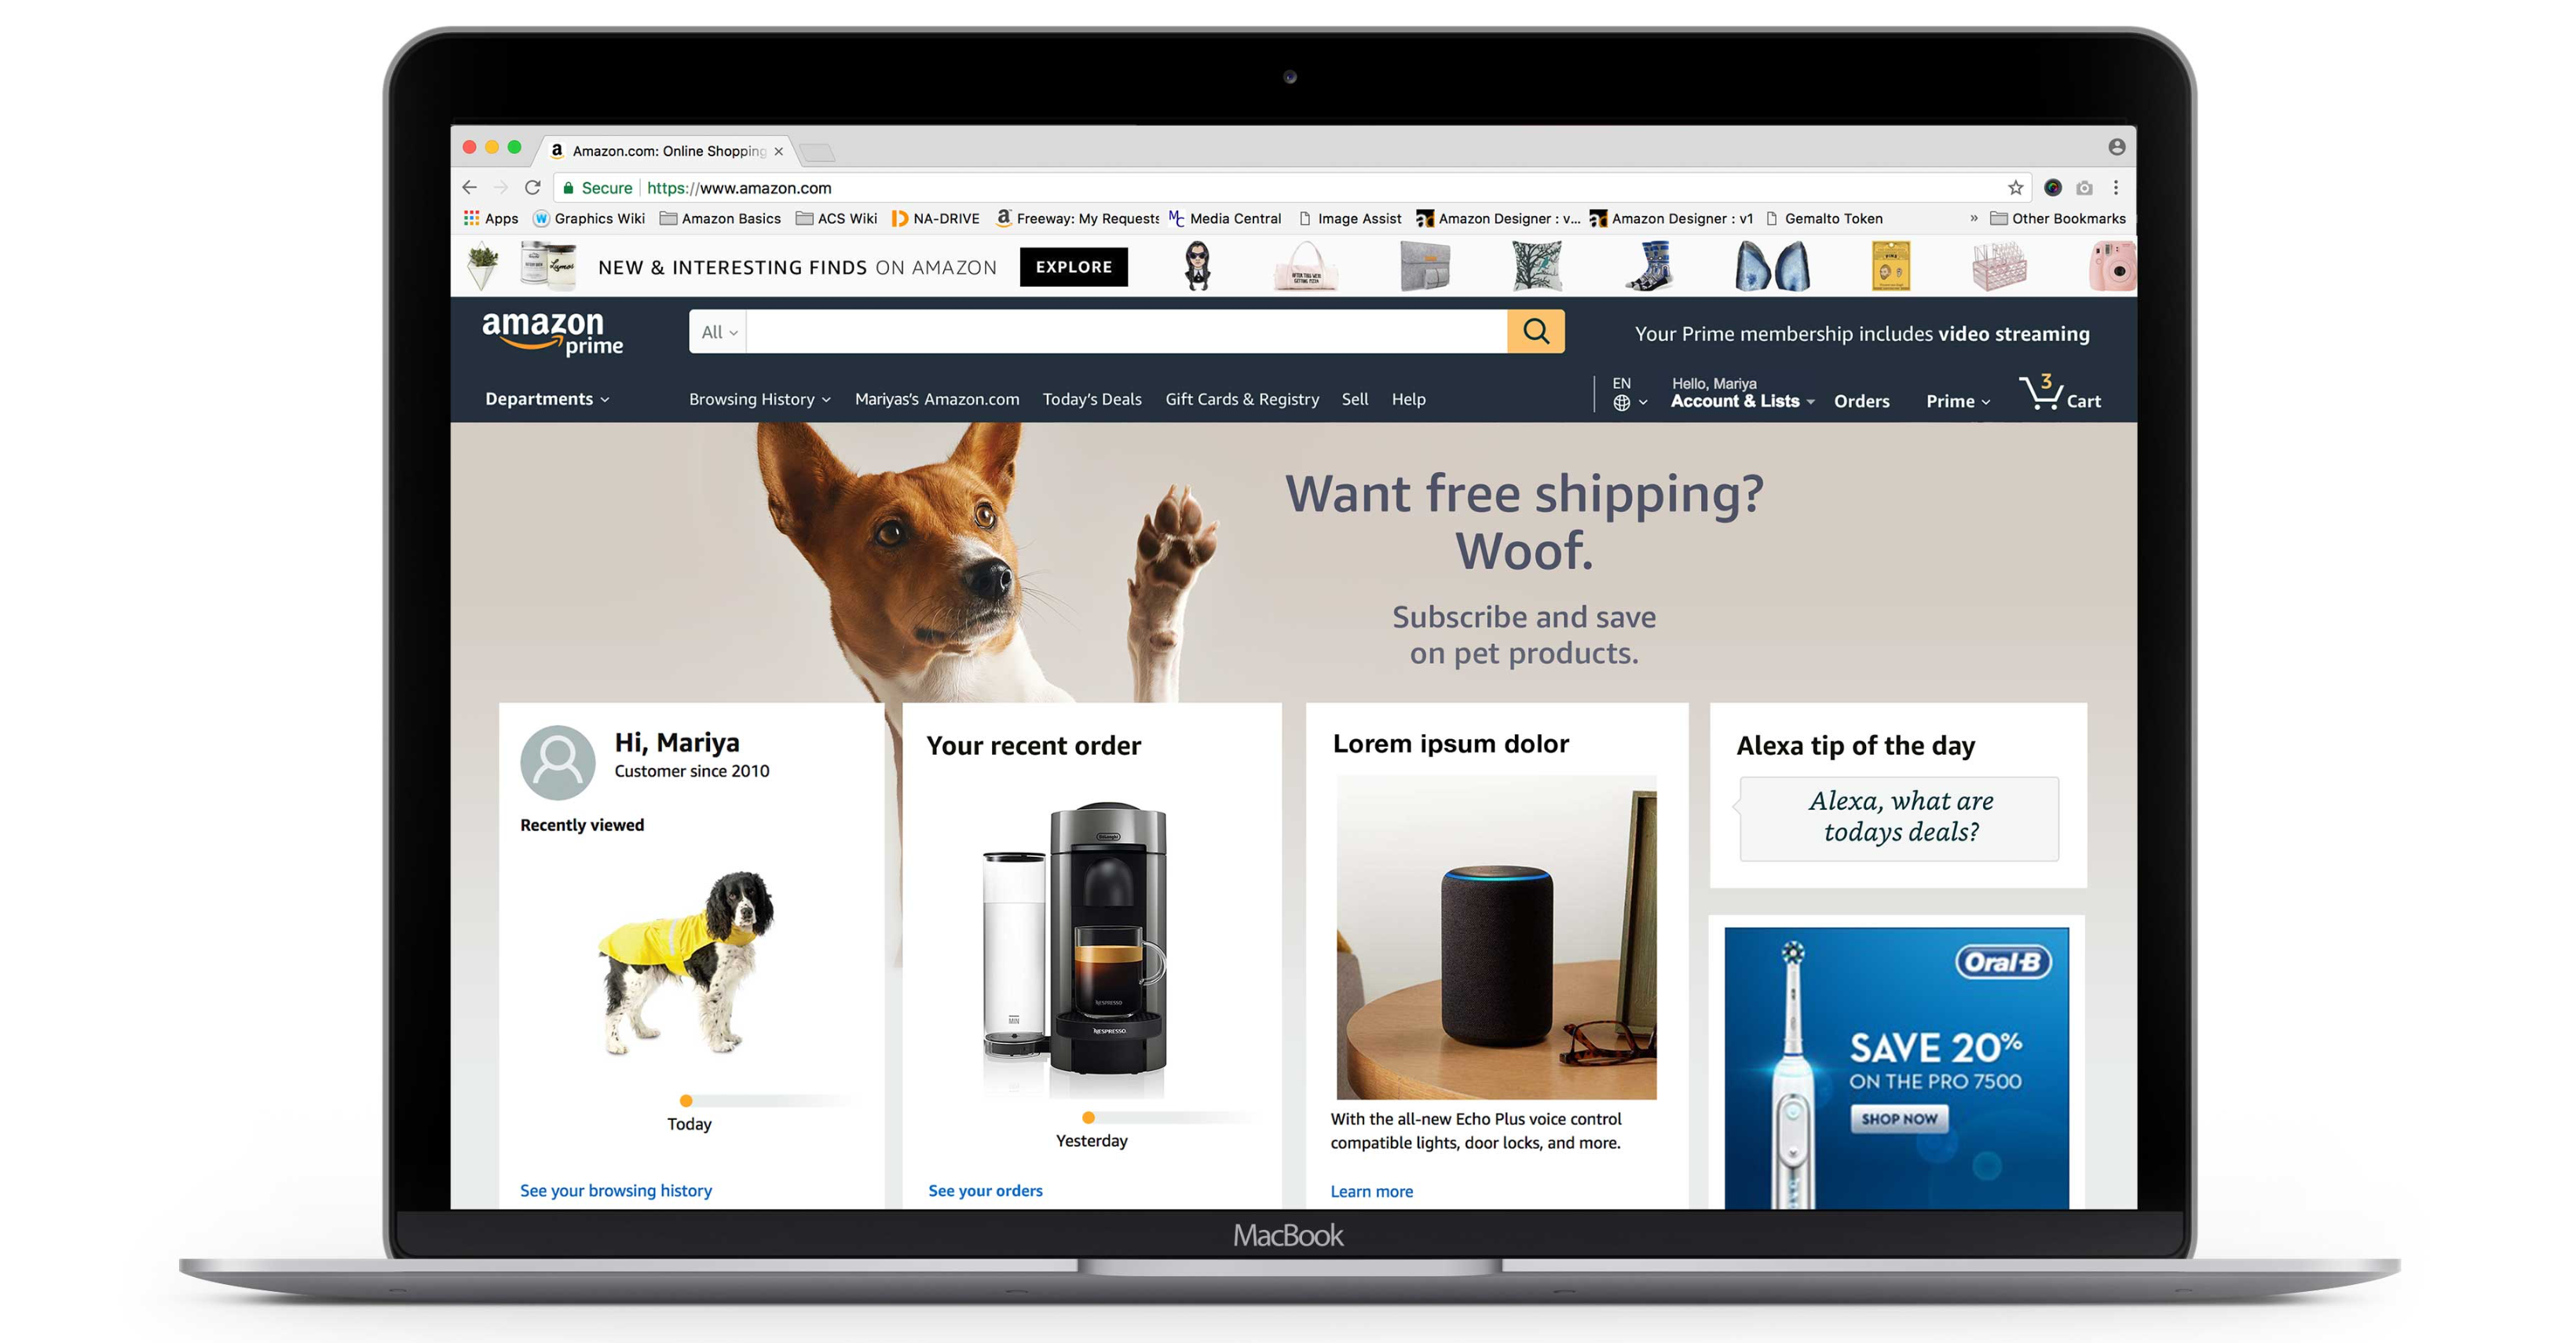 Amazon.com: Online Shopping
Secure https://www.amazon.com
Apps Graphics Wiki Amazon Basics ACS Wiki NA-DRIVE Freeway: My Requests Media Central Image Assist Amazon Designer : v... Amazon Designer : v1 Gemalto Token » Other Bookmarks
NEW & INTERESTING FINDS ON AMAZON EXPLORE
amazon
prime
All
Your Prime membership includes video streaming
Departments Browsing History Mariyas's Amazon.com Today's Deals Gift Cards & Registry Sell Help
EN
Hello, Mariya
Account & Lists Orders Prime 3 Cart
Want free shipping?
Woof.
Subscribe and save
on pet products.
Hi, Mariya
Customer since 2010
Recently viewed
Today
See your browsing history
Your recent order
DeLonghi
NESPRESSO
MIN
NESPRESSO
Yesterday
See your orders
Lorem ipsum dolor
With the all-new Echo Plus voice control
compatible lights, door locks, and more.
Learn more
Alexa tip of the day
Alexa, what are
todays deals?
Oral-B
SAVE 20%
ON THE PRO 7500
SHOP NOW
MacBook